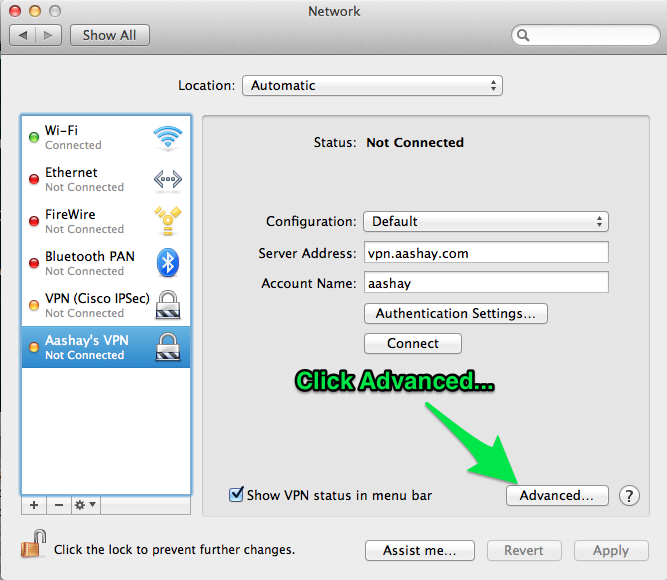 Network
Show All
Location: Automatic
Wi-Fi
Connected
Ethernet
Not Connected
FireWire
Not Connected
Bluetooth PAN
Not Connected
VPN (Cisco IPSec)
Not Connected
Aashay's VPN
Not Connected
Status: Not Connected
Configuration: Default
Server Address: vpn.aashay.com
Account Name: aashay
Authentication Settings...
Connect
Click Advanced...
Show VPN status in menu bar
Advanced...
?
Click the lock to prevent further changes.
Assist me...
Revert
Apply